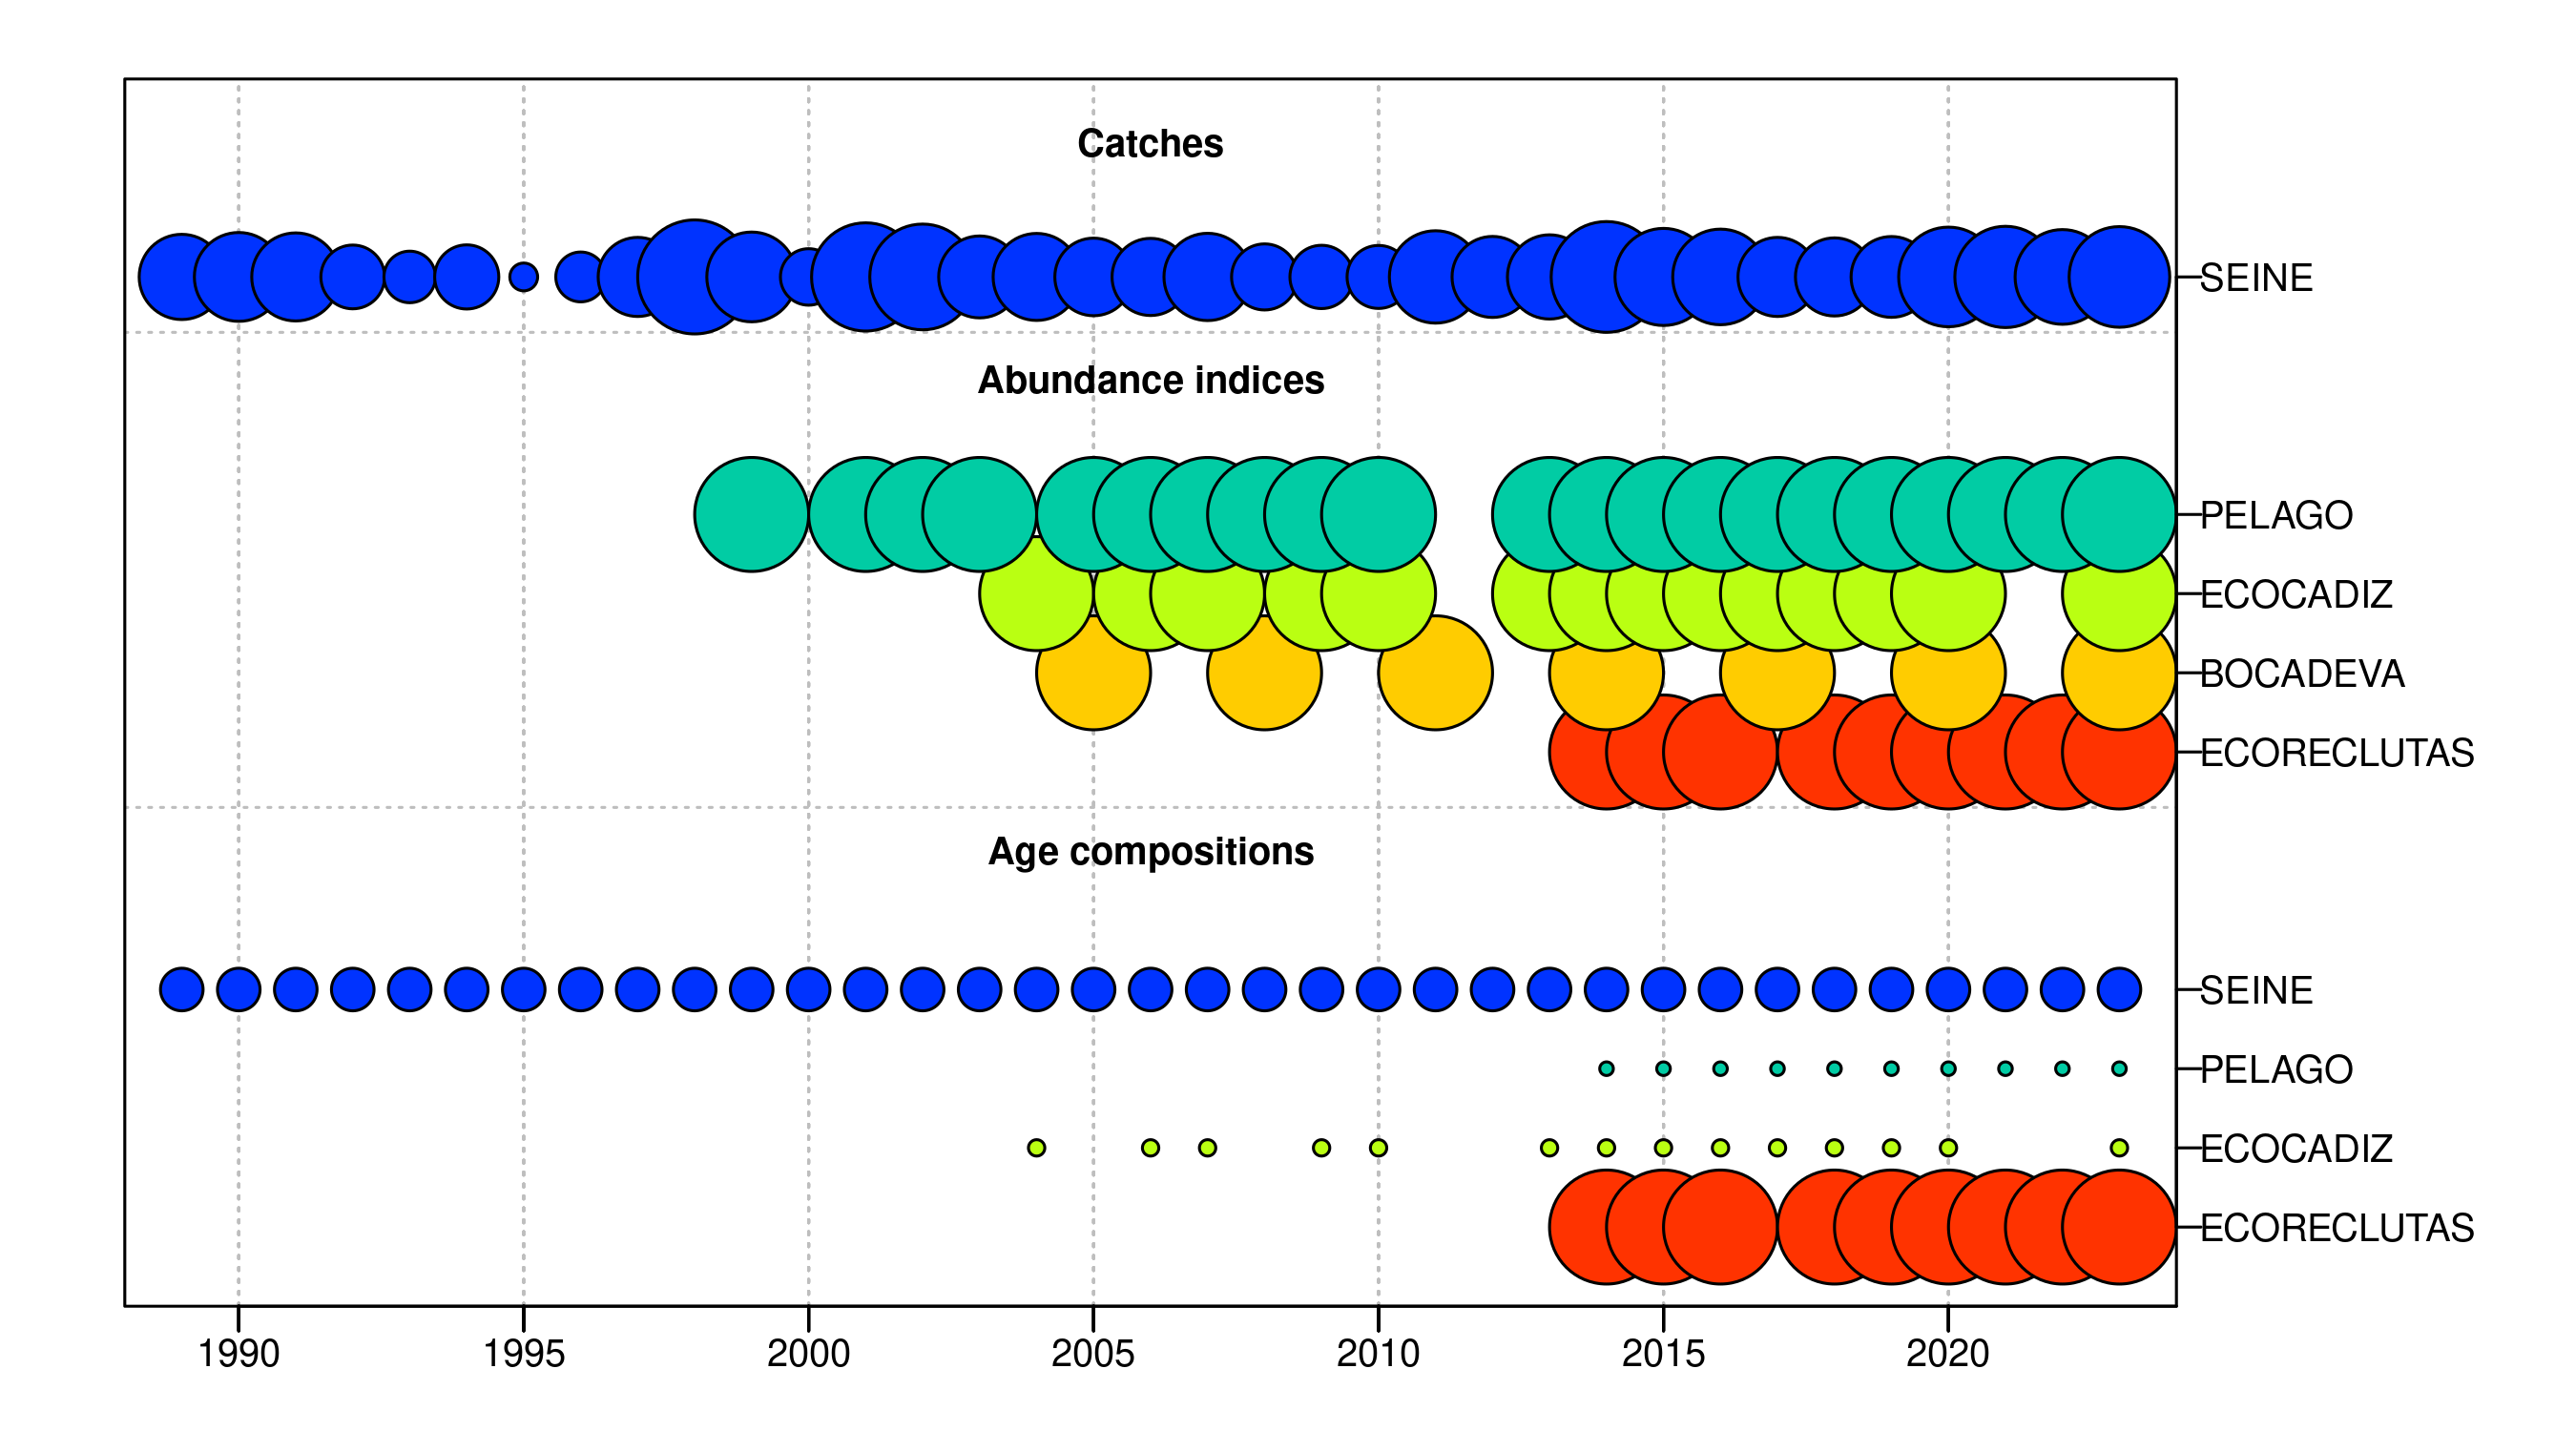 Catches
SEINE
Abundance indices
PELAGO
ECOCADIZ
BOCADEVA
ECORECLUTAS
Age compositions
SEINE
PELAGO
ECOCADIZ
ECORECLUTAS
1990 1995 2000 2005 2010 2015 2020